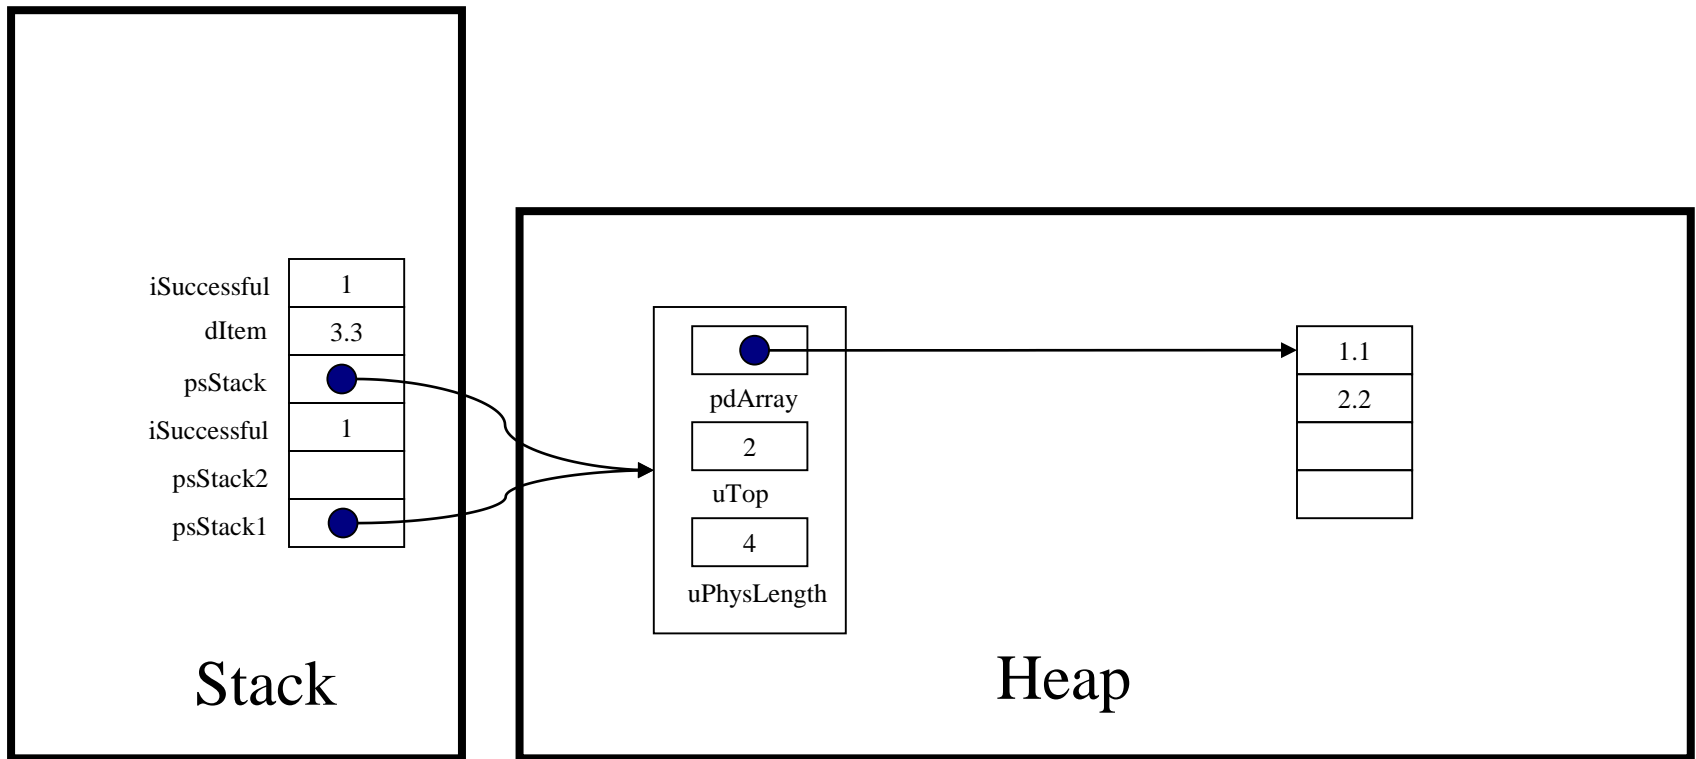 iSuccessful 1
dItem 3.3
psStack
iSuccessful 1
psStack2
psStack1
Stack
pdArray
2
uTop
4
uPhysLength
1.1
2.2
Heap